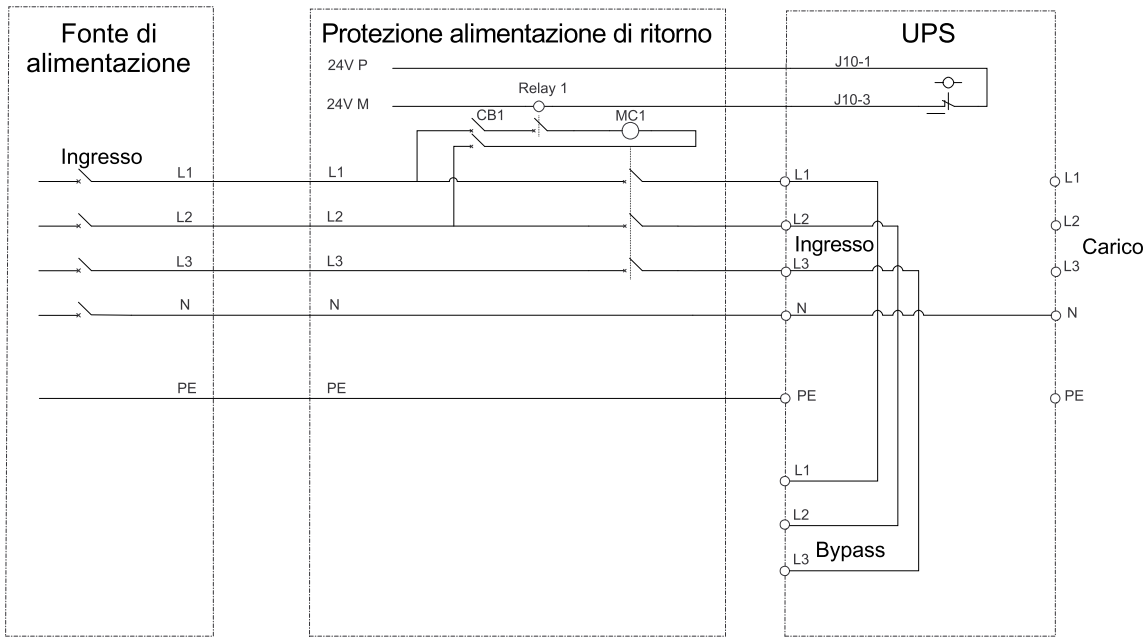 Fonte di
alimentazione
Protezione alimentazione di ritorno
UPS
24V P
J10-1
Relay 1
24V M
J10-3
CB1
MC1
Ingresso
L1
L1
L1
L1
L2
L2
L2
L2
Ingresso
Carico
L3
L3
L3
L3
N
N
N
N
PE
PE
PE
PE
L1
L2
L3
Bypass